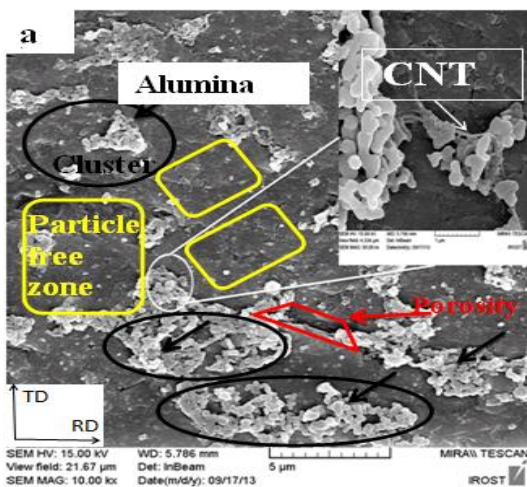 a
Alumina
CNT
Cluster
Particle
free
zone
Porosity
TD
RD
SEM HV: 15.00 kV WD: 5.786 mm MIRA\\ TESCAN
View field: 21.67 µm Det: InBeam 5 µm
SEM MAG: 10.00 kx Date(m/d/y): 09/17/13 IROST